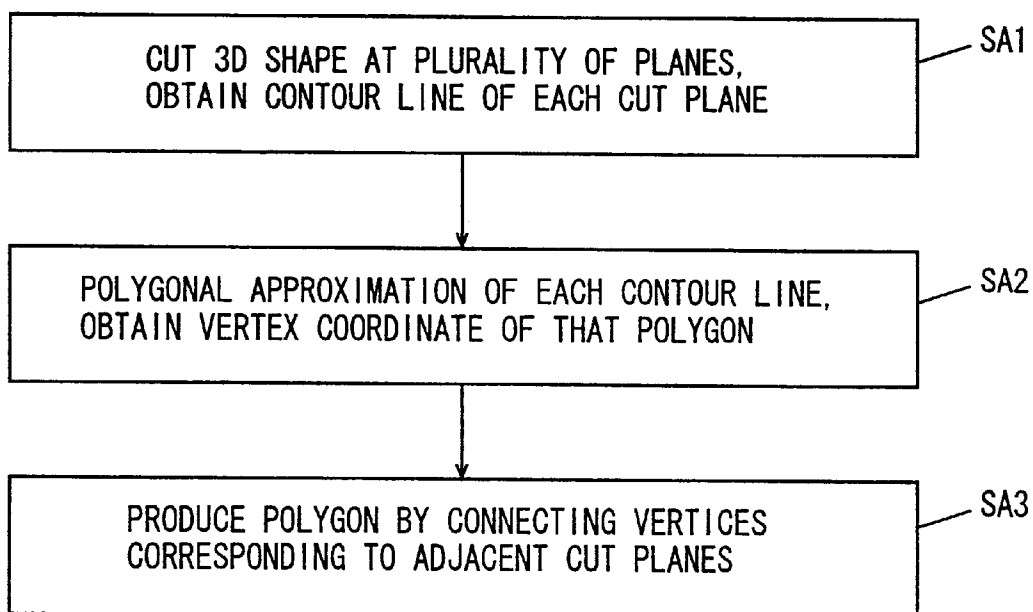 CUT 3D SHAPE AT PLURALITY OF PLANES,
OBTAIN CONTOUR LINE OF EACH CUT PLANE
SA1
POLYGONAL APPROXIMATION OF EACH CONTOUR LINE,
OBTAIN VERTEX COORDINATE OF THAT POLYGON
SA2
PRODUCE POLYGON BY CONNECTING VERTICES
CORRESPONDING TO ADJACENT CUT PLANES
SA3